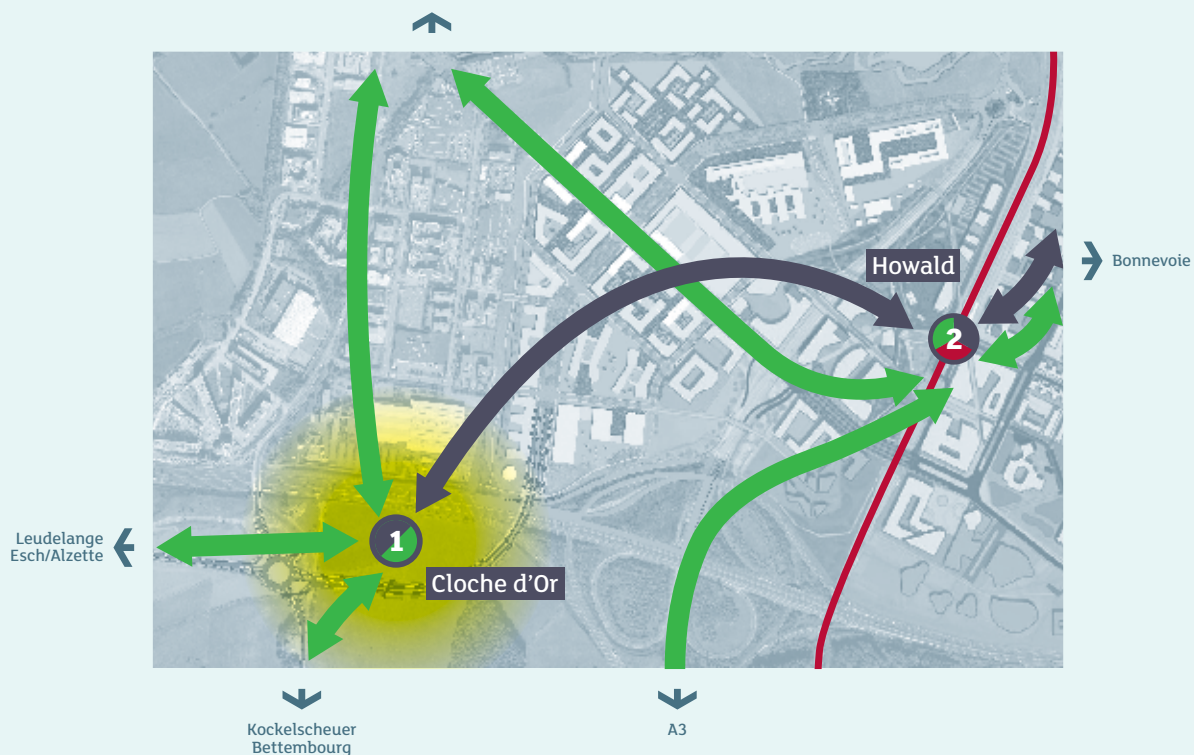 Howald
Bonnevoie
2
Leudelange
Esch/Alzette
1
Cloche d'Or
Kockelscheuer
Bettembourg
A3